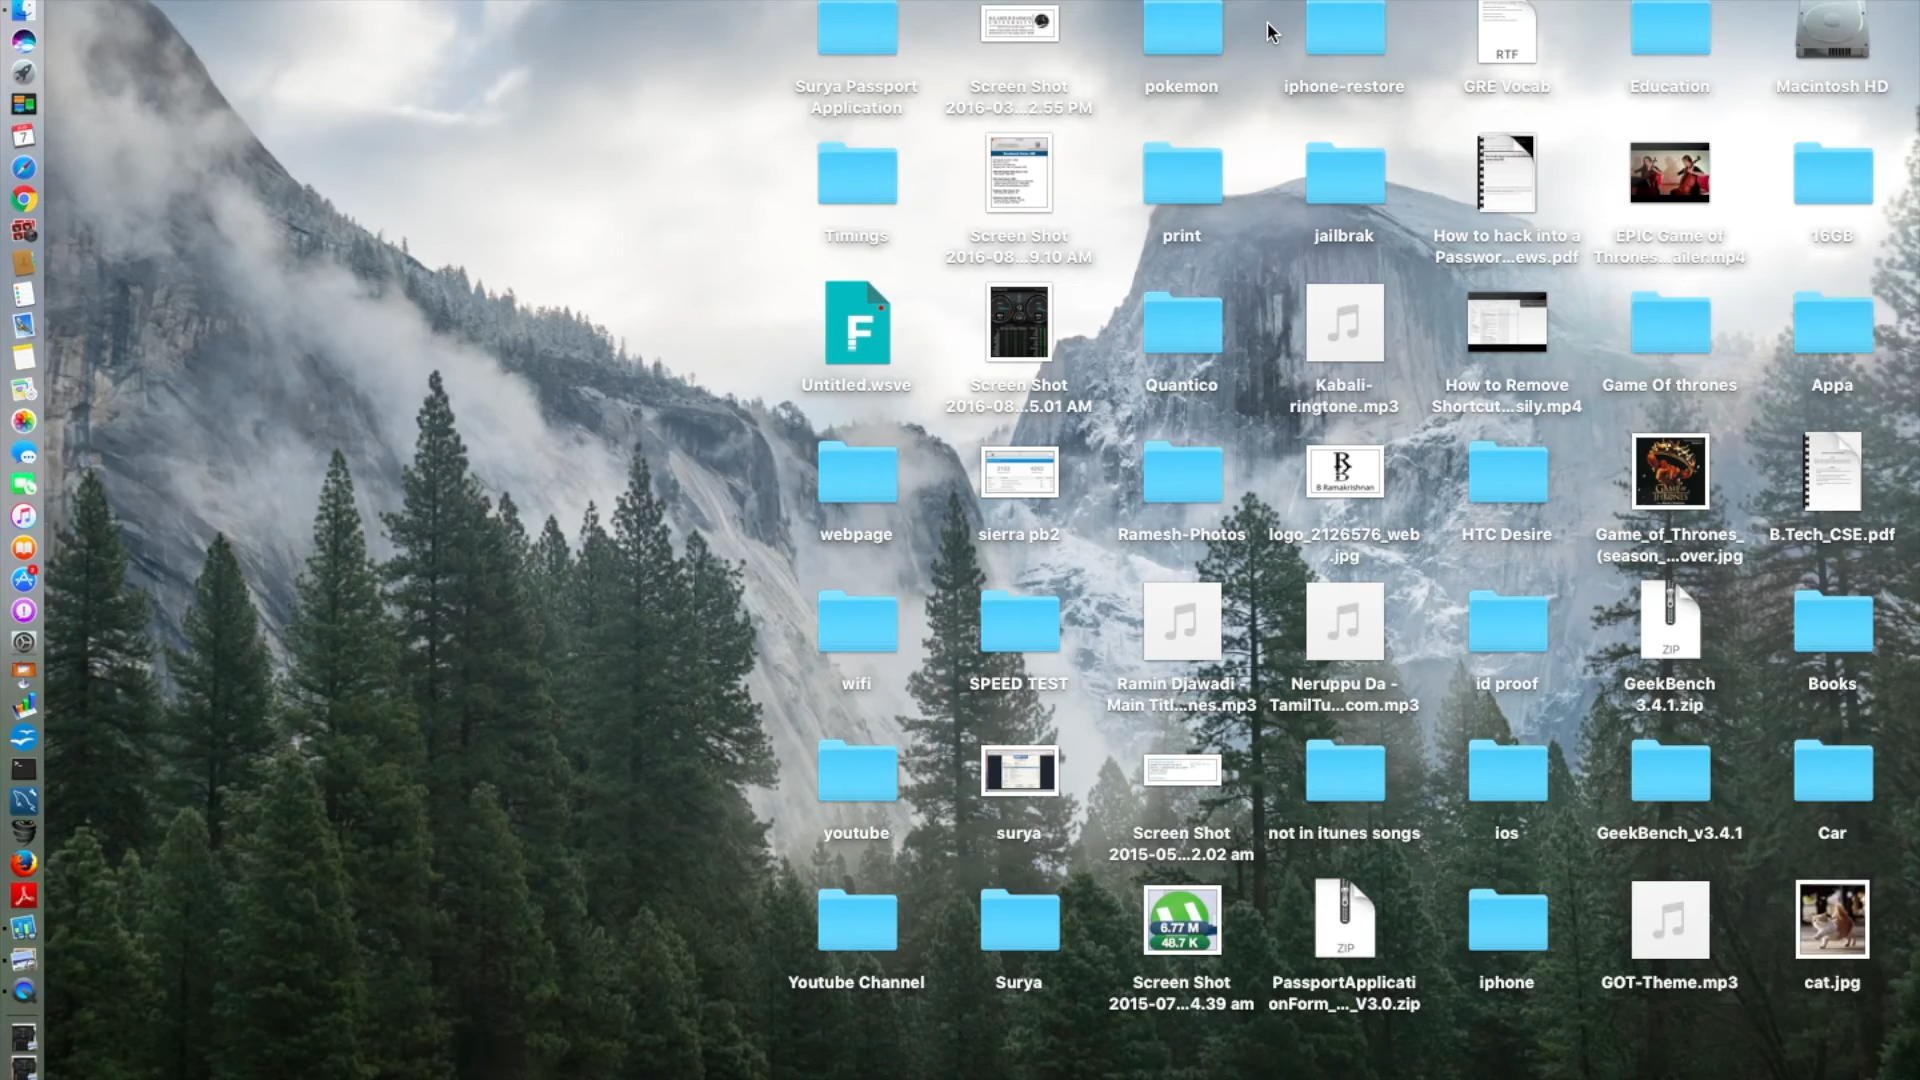 Surya Passport
Application
Screen Shot
2016-03...2.55 PM
pokemon
iphone-restore
RTF
GRE Vocab
Education
Macintosh HD
7
Timings
Screen Shot
2016-08...9.10 AM
print
jailbrak
How to hack into a
Passwor...ews.pdf
EPIC Game of
Thrones...ailer.mp4
16GB
F
Untitled.wsve
Screen Shot
2016-08...5.01 AM
Quantico
Kabali-
ringtone.mp3
How to Remove
Shortcut...sily.mp4
Game Of thrones
Appa
webpage
sierra pb2
Ramesh-Photos
B
B
B Ramakrishnan
logo_2126576_web
.jpg
HTC Desire
GAME OF
THRONES
Game_of_Thrones_
(season_...over.jpg
B.Tech_CSE.pdf
wifi
SPEED TEST
Ramin Djawadi -
Main Titl...nes.mp3
Neruppu Da -
TamilTu...com.mp3
id proof
ZIP
GeekBench
3.4.1.zip
Books
youtube
surya
Screen Shot
2015-05...2.02 am
not in itunes songs
ios
GeekBench_v3.4.1
Car
Youtube Channel
Surya
6.77 M
48.7 K
Screen Shot
2015-07...4.39 am
ZIP
PassportApplicati
onForm_..._V3.0.zip
iphone
GOT-Theme.mp3
cat.jpg